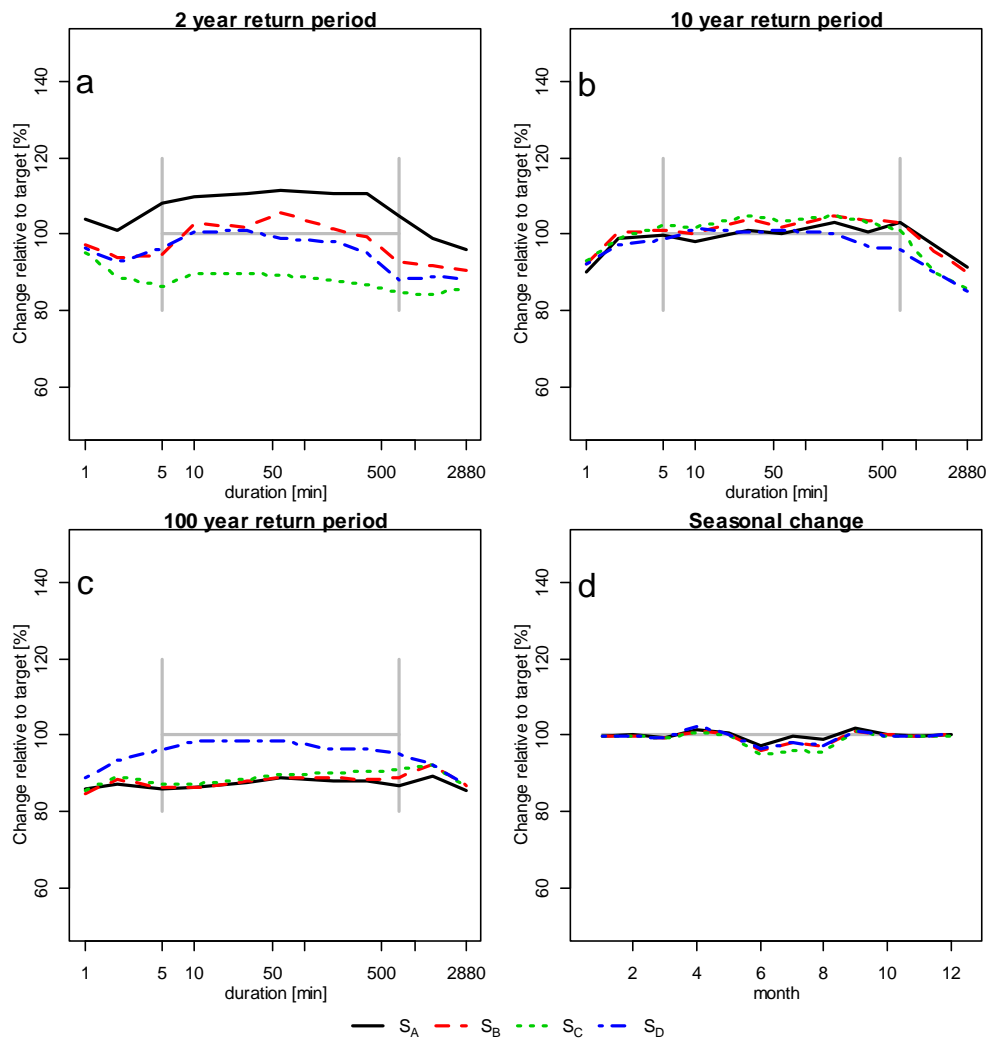 2 year return period
a
Change relative to target [%]
60 80 100 120 140
1 5 10 50 500 2880
duration [min]
10 year return period
b
Change relative to target [%]
60 80 100 120 140
1 5 10 50 500 2880
duration [min]
100 year return period
c
Change relative to target [%]
60 80 100 120 140
1 5 10 50 500 2880
duration [min]
Seasonal change
d
Change relative to target [%]
60 80 100 120 140
2 4 6 8 10 12
month
S_A S_B S_C S_D